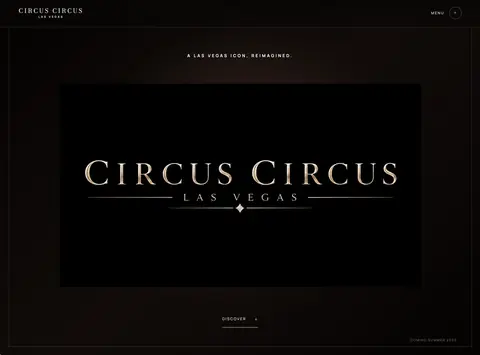 CIRCUS CIRCUS
LAS VEGAS
MENU
A LAS VEGAS ICON, REIMAGINED.
CIRCUS CIRCUS
LAS VEGAS
DISCOVER
COMING SUMMER